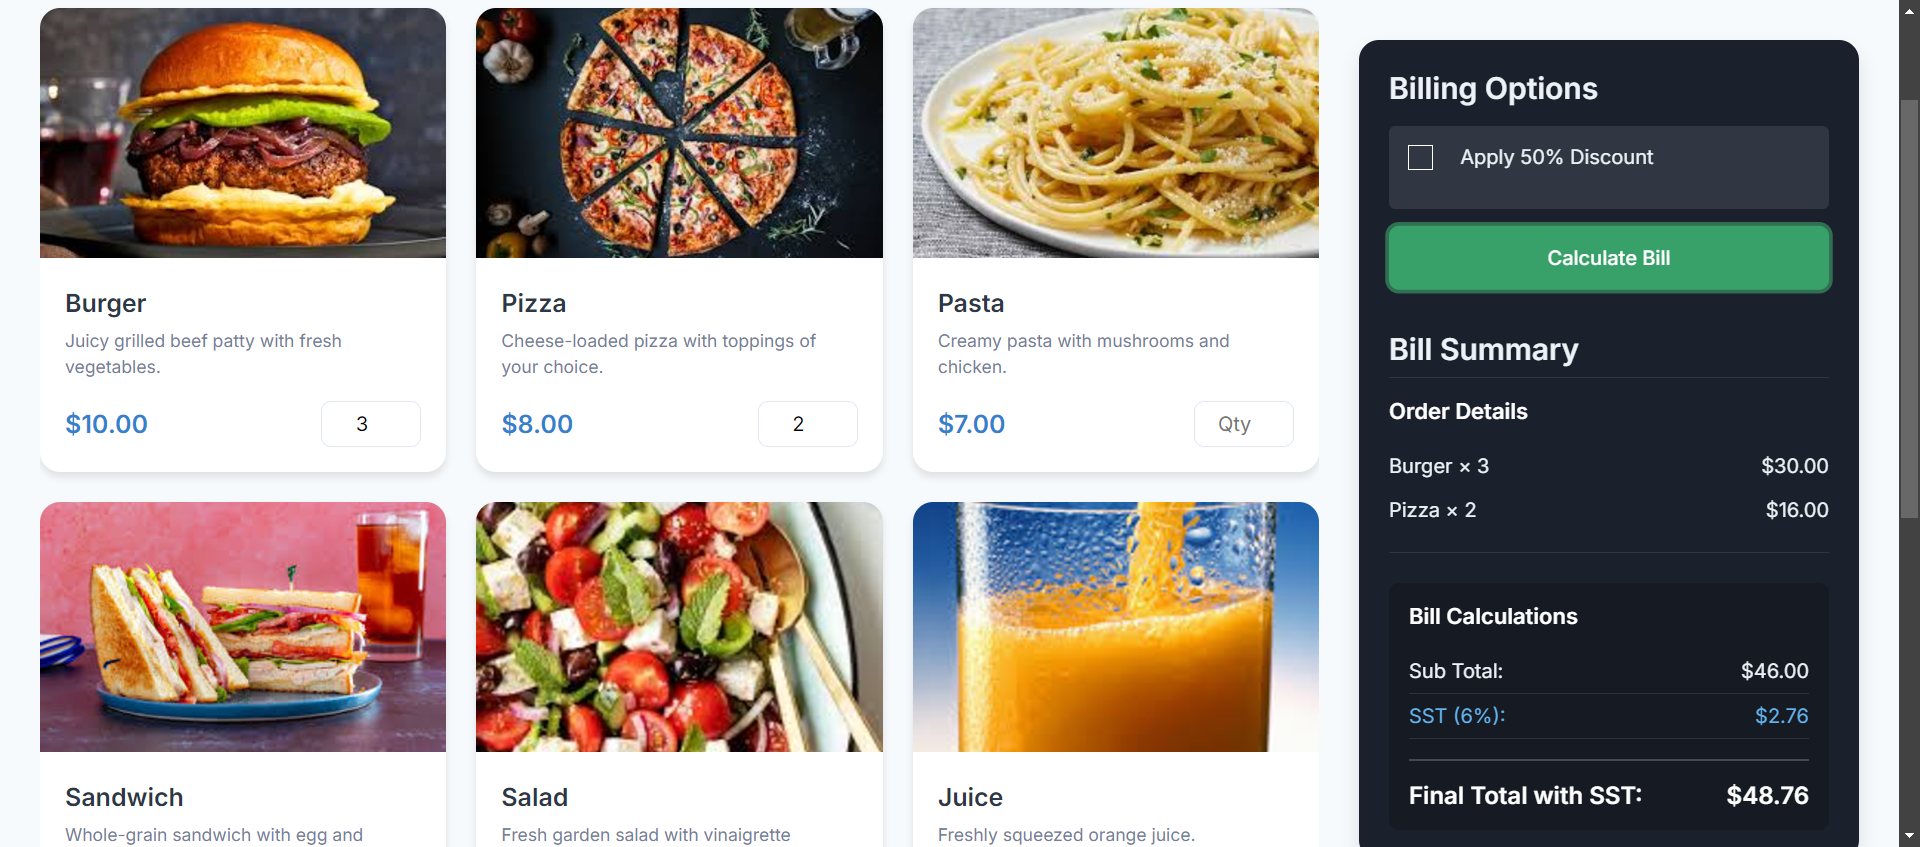 Burger
Juicy grilled beef patty with fresh
vegetables.
$10.00
3
Pizza
Cheese-loaded pizza with toppings of
your choice.
$8.00
2
Pasta
Creamy pasta with mushrooms and
chicken.
$7.00
Qty
Sandwich
Whole-grain sandwich with egg and
Salad
Fresh garden salad with vinaigrette
Juice
Freshly squeezed orange juice.
Billing Options
Apply 50% Discount
Calculate Bill
Bill Summary
Order Details
Burger × 3 $30.00
Pizza × 2 $16.00
Bill Calculations
Sub Total: $46.00
SST (6%): $2.76
Final Total with SST: $48.76